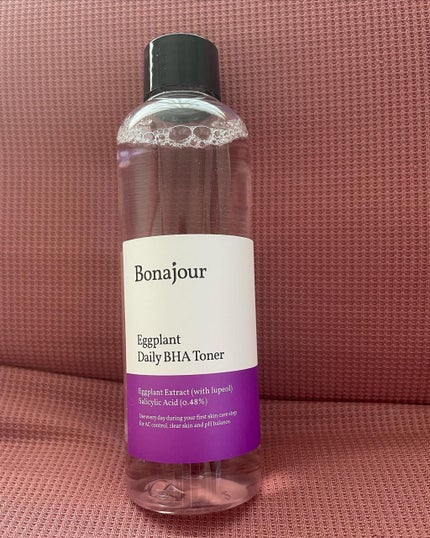 Bonajour
Eggplant
Daily BHA Toner
Eggplant Extract (with lupeol)
Salicylic Acid (0.48%)
Use every day during your first skin care step
for AC control, clear skin and pH balance.